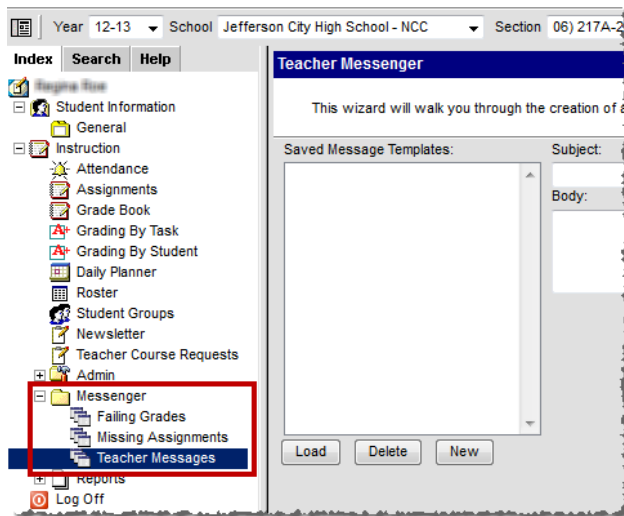 Year 12-13 School Jefferson City High School - NCC Section 06) 217A-2
Index Search Help
Student Information
General
Instruction
Attendance
Assignments
Grade Book
Grading By Task
Grading By Student
Daily Planner
Roster
Student Groups
Newsletter
Teacher Course Requests
Admin
Messenger
Failing Grades
Missing Assignments
Teacher Messages
Reports
Log Off
Teacher Messenger
This wizard will walk you through the creation of
Saved Message Templates:
Subject:
Body:
Load Delete New